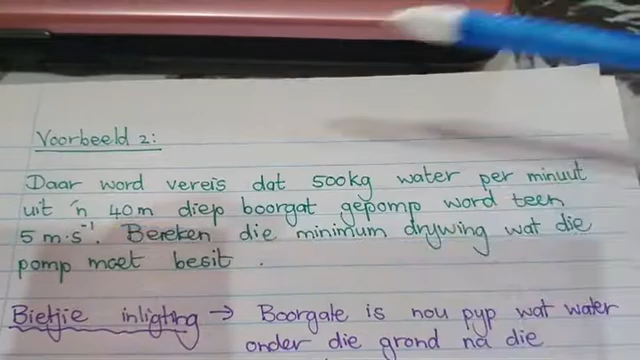 Voorbeeld 2:
Daar word vereis dat 500kg water per minuut
uit 'n 40m diep boorgat gepomp word teen
5 m·s⁻¹. Bereken die minimum drywing wat die
pomp moet besit.
Bietjie inligting → Boorgate is nou pyp wat water
onder die grond na die